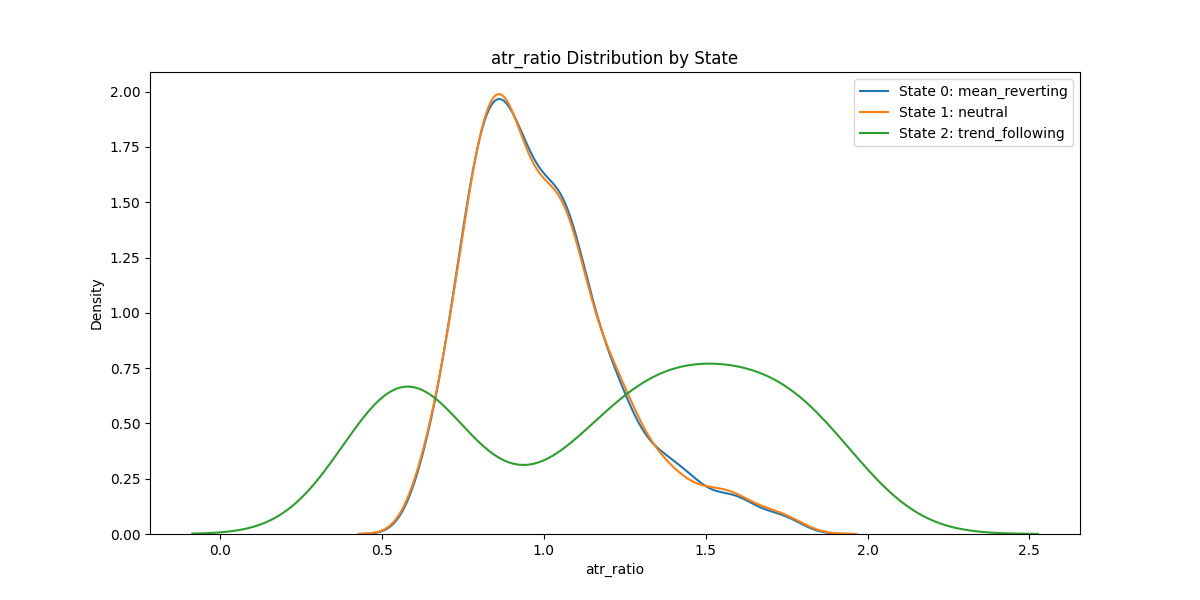 atr_ratio Distribution by State
State 0: mean_reverting
State 1: neutral
State 2: trend_following
Density
2.00
1.75
1.50
1.25
1.00
0.75
0.50
0.25
0.00
0.0 0.5 1.0 1.5 2.0 2.5
atr_ratio